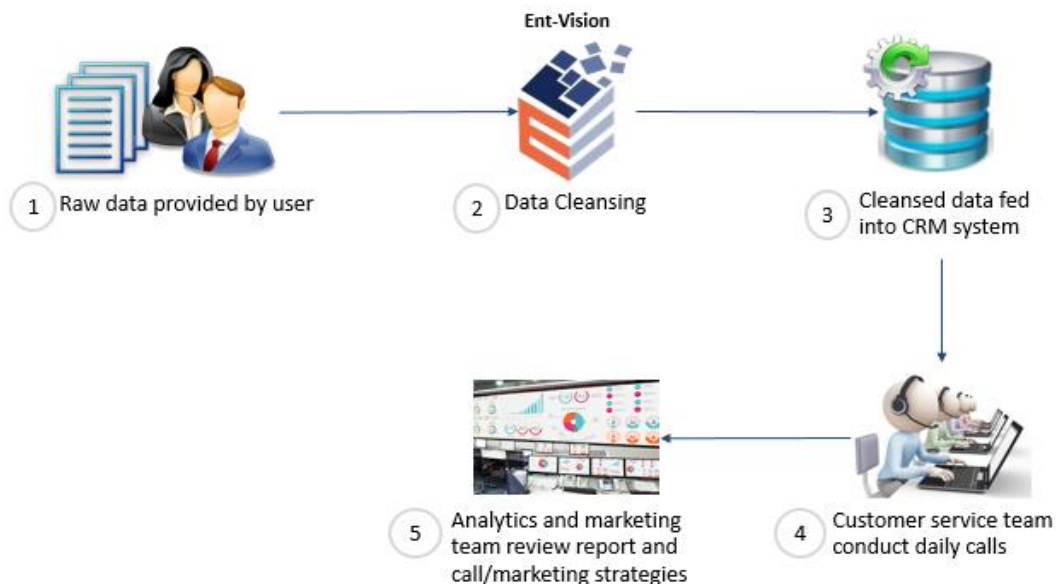 Ent-Vision
1 Raw data provided by user
2 Data Cleansing
3 Cleansed data fed
into CRM system
4 Customer service team
conduct daily calls
5 Analytics and marketing
team review report and
call/marketing strategies